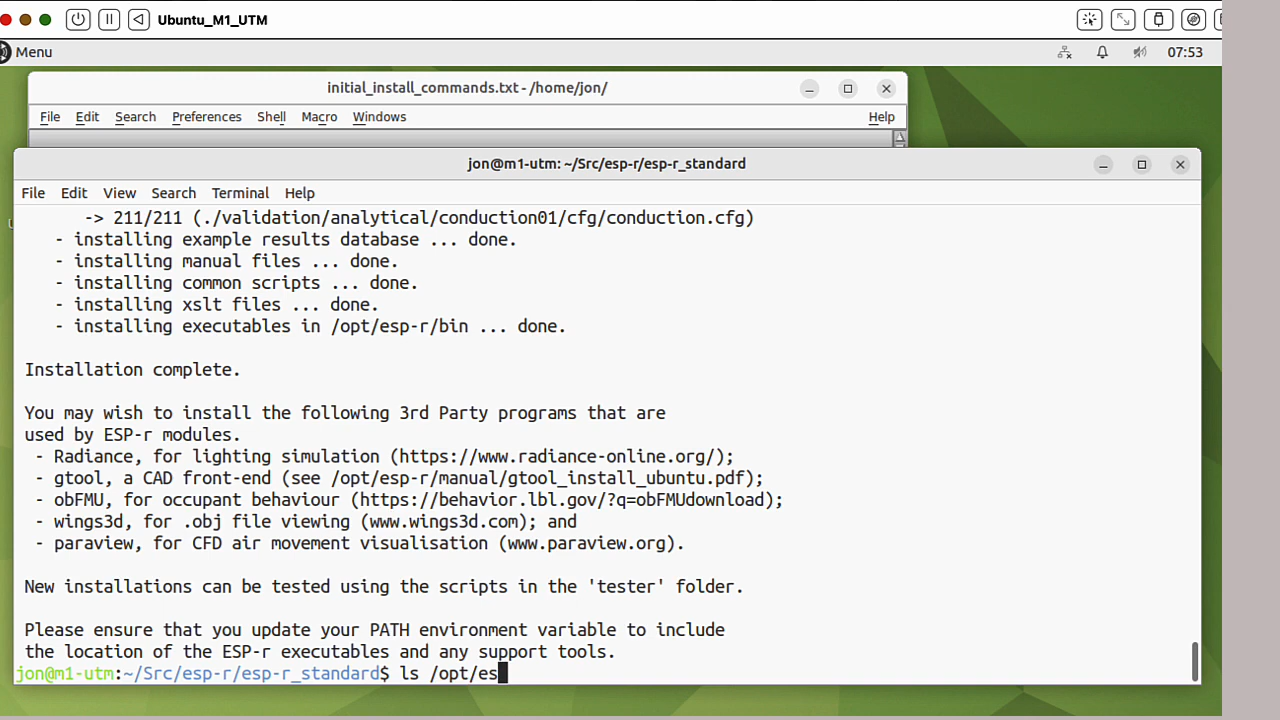 Ubuntu_M1_UTM
Menu
07:53
initial_install_commands.txt - /home/jon/
File Edit Search Preferences Shell Macro Windows Help
jon@m1-utm: ~/Src/esp-r/esp-r_standard
File Edit View Search Terminal Help
-> 211/211 (./validation/analytical/conduction01/cfg/conduction.cfg)
- installing example results database ... done.
- installing manual files ... done.
- installing common scripts ... done.
- installing xslt files ... done.
- installing executables in /opt/esp-r/bin ... done.
Installation complete.
You may wish to install the following 3rd Party programs that are
used by ESP-r modules.
- Radiance, for lighting simulation (https://www.radiance-online.org/);
- gtool, a CAD front-end (see /opt/esp-r/manual/gtool_install_ubuntu.pdf);
- obFMU, for occupant behaviour (https://behavior.lbl.gov/?q=obFMUdownload);
- wings3d, for .obj file viewing (www.wings3d.com); and
- paraview, for CFD air movement visualisation (www.paraview.org).
New installations can be tested using the scripts in the 'tester' folder.
Please ensure that you update your PATH environment variable to include
the location of the ESP-r executables and any support tools.
jon@m1-utm:~/Src/esp-r/esp-r_standard$ ls /opt/es